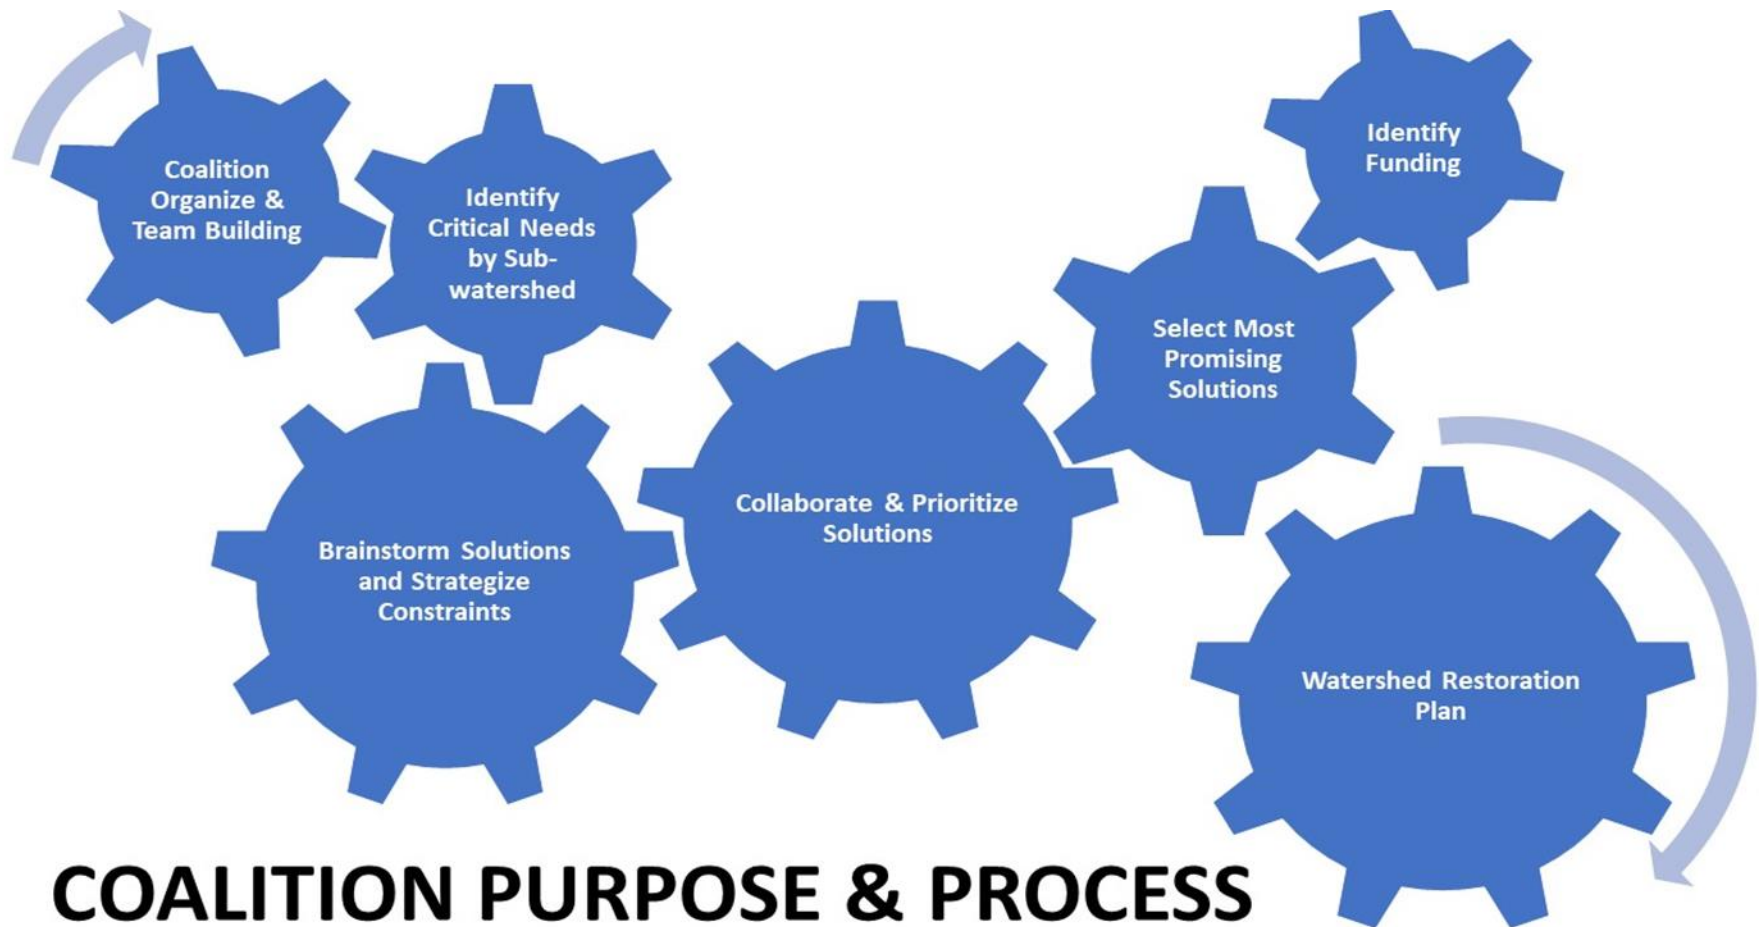 Coalition
Organize &
Team Building
Identify
Critical Needs
by Sub-
watershed
Brainstorm Solutions
and Strategize
Constraints
Collaborate & Prioritize
Solutions
Select Most
Promising
Solutions
Identify
Funding
Watershed Restoration
Plan
COALITION PURPOSE & PROCESS